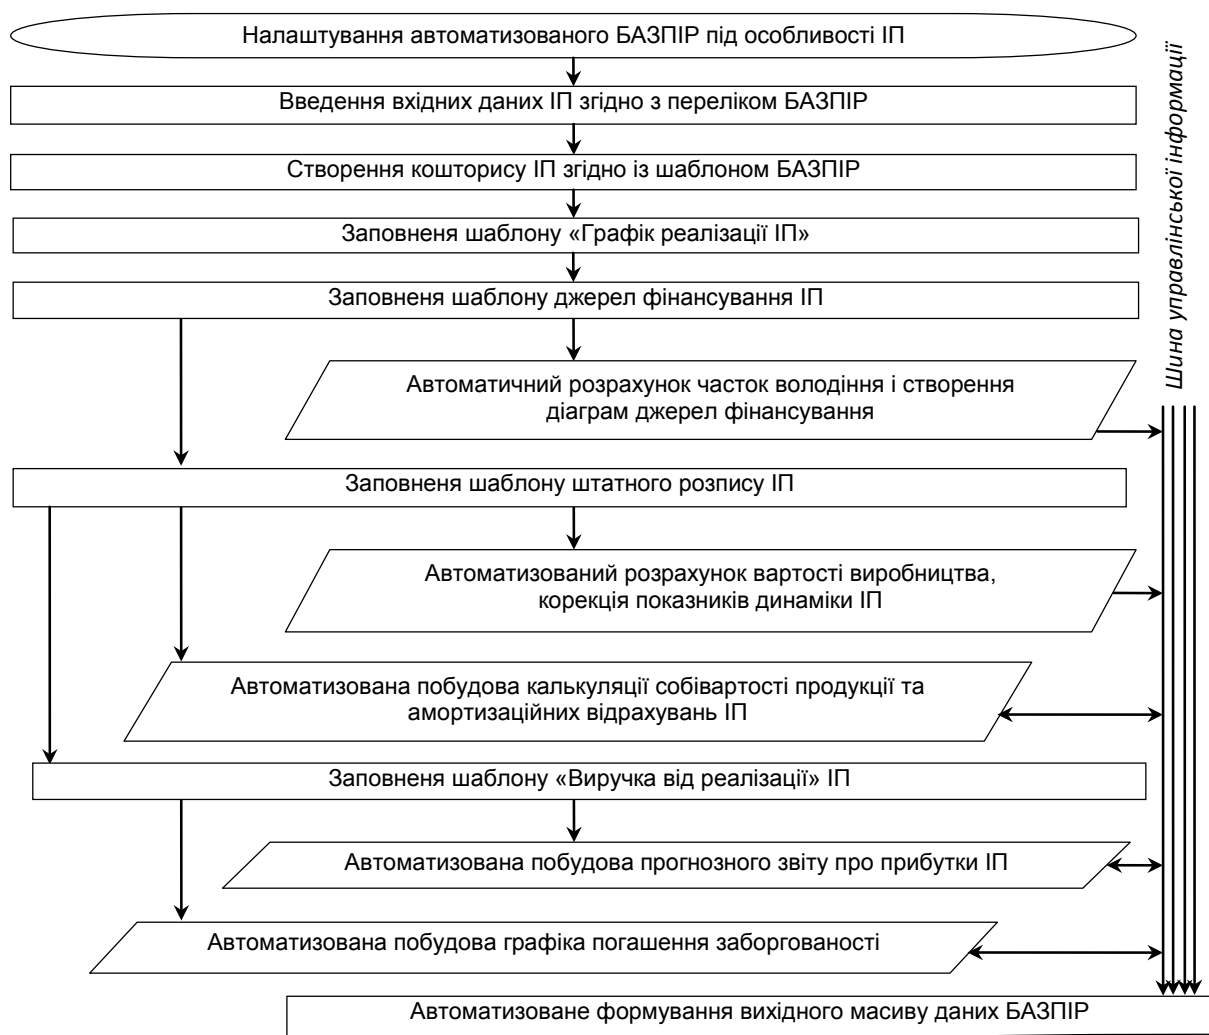 Налаштування автоматизованого БАЗПІР під особливості ІП
Введення вхідних даних ІП згідно з переліком БАЗПІР
Створення кошторису ІП згідно із шаблоном БАЗПІР
Заповненя шаблону «Графік реалізації ІП»
Заповненя шаблону джерел фінансування ІП
Автоматичний розрахунок часток володіння і створення
діаграм джерел фінансування
Заповненя шаблону штатного розпису ІП
Автоматизований розрахунок вартості виробництва,
корекція показників динаміки ІП
Автоматизована побудова калькуляції собівартості продукції та
амортизаційних відрахувань ІП
Заповненя шаблону «Виручка від реалізації» ІП
Автоматизована побудова прогнозного звіту про прибутки ІП
Автоматизована побудова графіка погашення заборгованості
Автоматизоване формування вихідного масиву даних БАЗПІР
Шина управлінської інформації